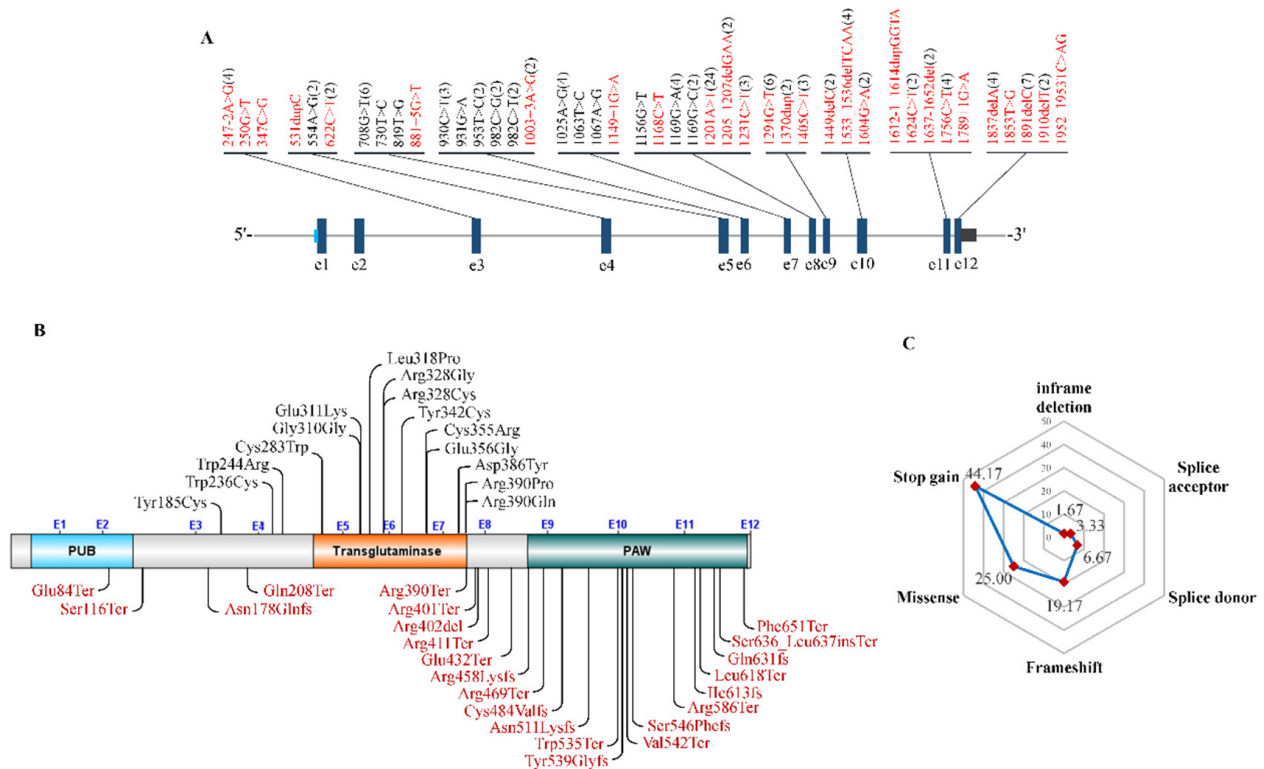 A
247-2A>G(4)
250G>T
347C>G
531dupC
554A>G(2)
622C>T(2)
708G>T(6)
730T>C
849T>G
881-5G>T
930C>T(3)
931G>A
953T>C(2)
982C>G(2)
982C>T(2)
1003-3A>G(2)
1025A>G(4)
1063T>C
1067A>G
1149-1G>A
1156G>T
1168C>T
1169G>A(4)
1169G>C(2)
1201A>T(24)
1205_1207delGAA(2)
1231C>T(3)
1294G>T(6)
1370dup(2)
1405C>T(3)
1449delC(2)
1533_1536delTCAA(4)
1604G>A(2)
1612-1_1614dupGGTA
1624C>T(2)
1637-1652del(2)
1756C>T(4)
1789+1G>A
1837delA(4)
1853T>G
1891delC(7)
1910delT(2)
1952_1953TC>AG
5'-
-3'
e1
e2
e3
e4
e5
e6
e7
e8
e9
e10
e11
e12
B
Leu318Pro
Arg328Gly
Arg328Cys
Glu311Lys
Tyr342Cys
Gly310Gly
Cys355Arg
Cys283Trp
Glu356Gly
Trp244Arg
Asp386Tyr
Trp236Cys
Arg390Pro
Tyr185Cys
Arg390Gln
E1
E2
E3
E4
E5
E6
E7
E8
E9
E10
E11
E12
PUB
Transglutaminase
PAW
Glu84Ter
Gln208Ter
Arg390Ter
Ser116Ter
Asn178Glnfs
Arg401Ter
Arg402del
Phe651Ter
Arg411Ter
Ser636_Leu637insTer
Glu432Ter
Gln631fs
Arg458Lysfs
Leu618Ter
Arg469Ter
Ile613fs
Cys484Valfs
Arg586Ter
Asn511Lysfs
Ser546Phefs
Trp535Ter
Val542Ter
Tyr539Glyfs
C
inframe
deletion
50
40
30
20
10
0
Stop gain
44.17
Splice
acceptor
1.67
3.33
6.67
25.00
19.17
Missense
Splice donor
Frameshift